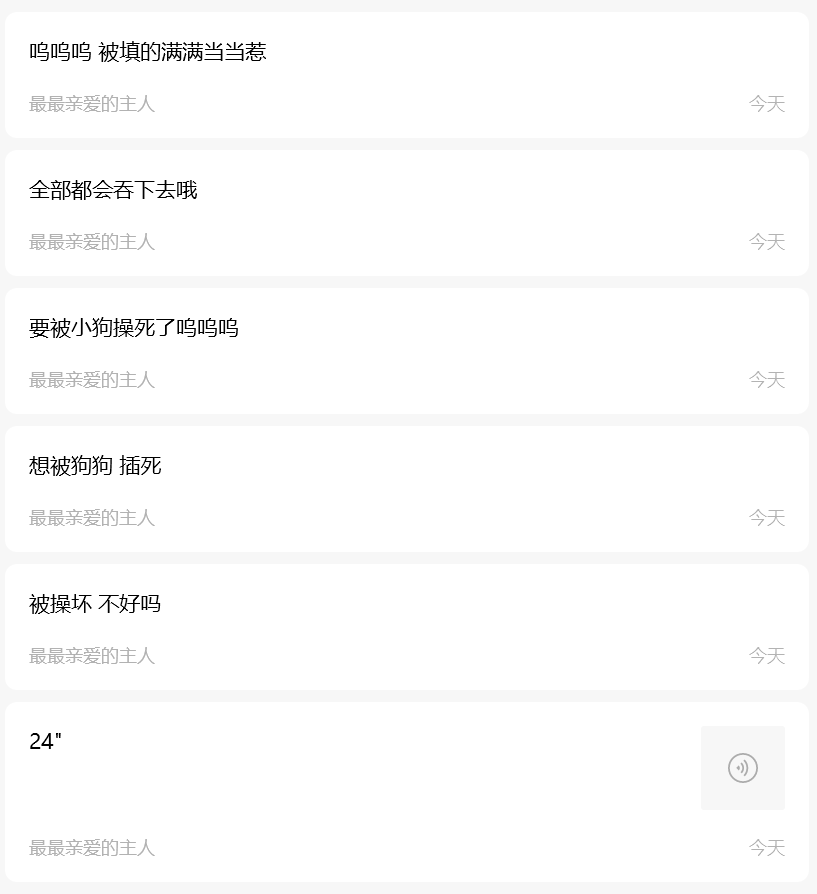 呜呜呜 被填的满满当当惹
最最亲爱的主人 今天
全部都会吞下去哦
最最亲爱的主人 今天
要被小狗操死了呜呜呜
最最亲爱的主人 今天
想被狗狗 插死
最最亲爱的主人 今天
被操坏 不好吗
最最亲爱的主人 今天
24"
最最亲爱的主人 今天